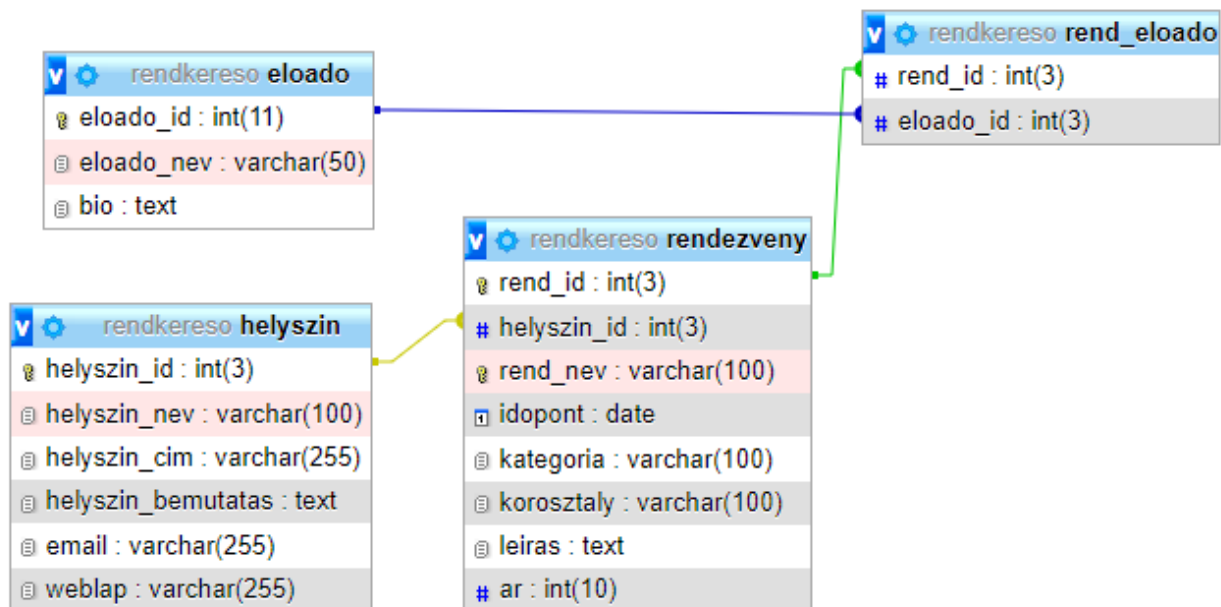 rendkereso eloado
eloado_id : int(11)
eloado_nev : varchar(50)
bio : text
rendkereso rend_eloado
rend_id : int(3)
eloado_id : int(3)
rendkereso helyszin
helyszin_id : int(3)
helyszin_nev : varchar(100)
helyszin_cim : varchar(255)
helyszin_bemutatas : text
email : varchar(255)
weblap : varchar(255)
rendkereso rendezveny
rend_id : int(3)
# helyszin_id : int(3)
rend_nev : varchar(100)
idopont : date
kategoria : varchar(100)
korosztaly : varchar(100)
leiras : text
# ar : int(10)